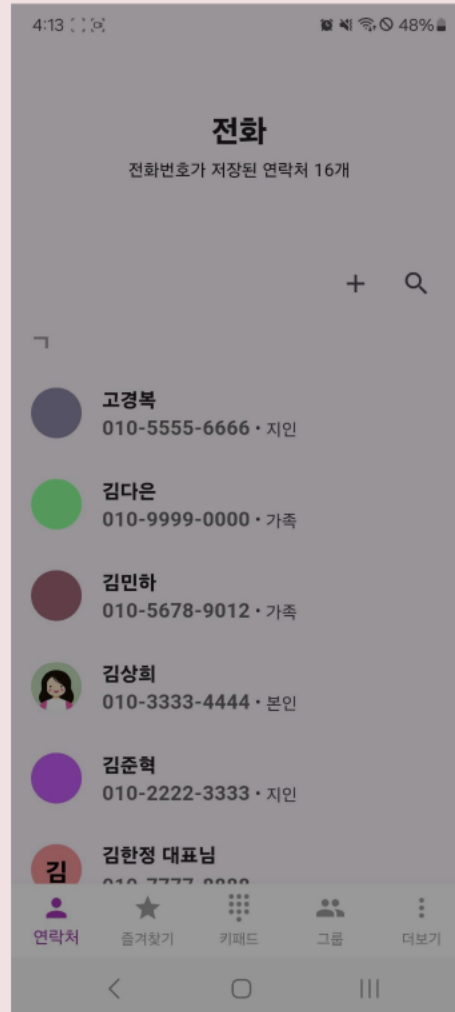 4:13
48%
전화
전화번호가 저장된 연락처 16개
ㄱ
고경복
010-5555-6666 • 지인
김다은
010-9999-0000 • 가족
김민하
010-5678-9012 • 가족
김상희
010-3333-4444 • 본인
김준혁
010-2222-3333 • 지인
김
김한정 대표님
010-7777-8888
연락처
즐겨찾기
키패드
그룹
더보기